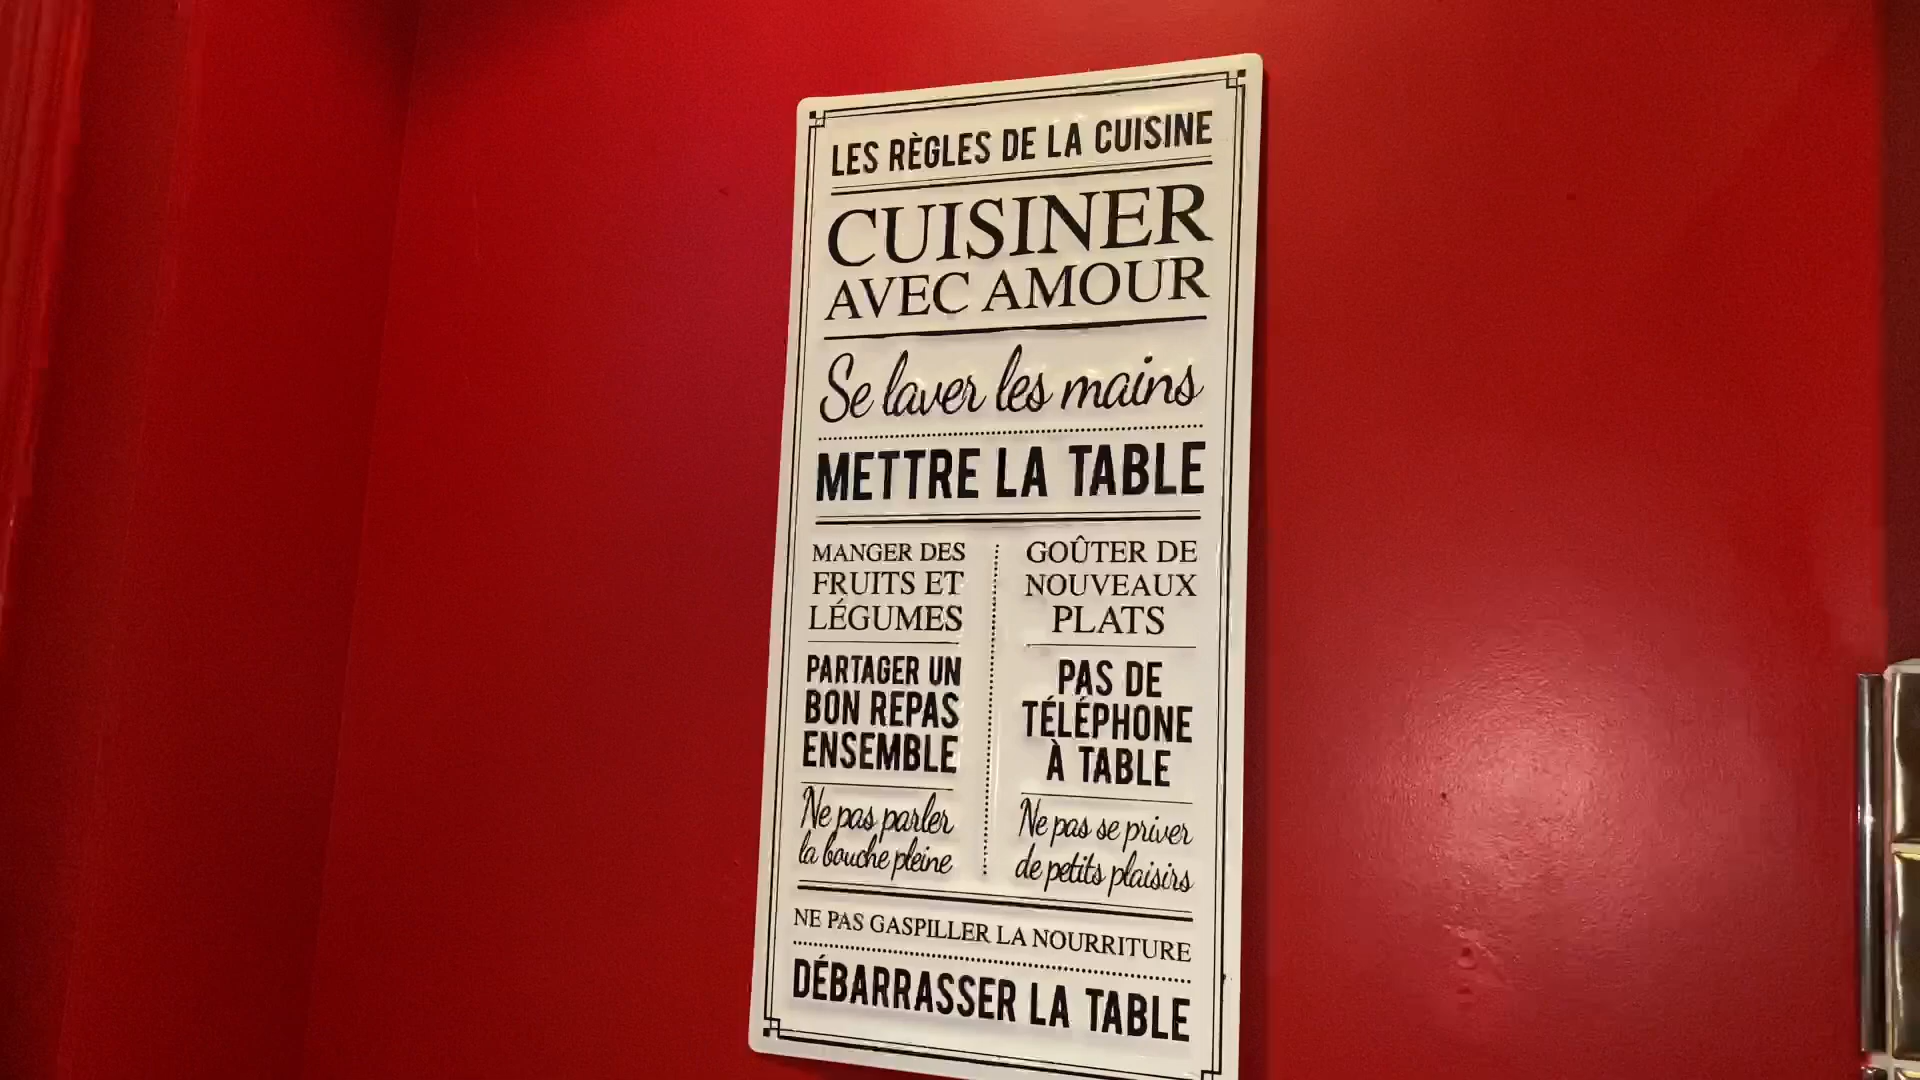 LES RÈGLES DE LA CUISINE
CUISINER
AVEC AMOUR
Se laver les mains
METTRE LA TABLE
MANGER DES
FRUITS ET
LÉGUMES
PARTAGER UN
BON REPAS
ENSEMBLE
Ne pas parler
la bouche pleine
GOÛTER DE
NOUVEAUX
PLATS
PAS DE
TÉLÉPHONE
À TABLE
Ne pas se priver
de petits plaisirs
NE PAS GASPILLER LA NOURRITURE
DÉBARRASSER LA TABLE